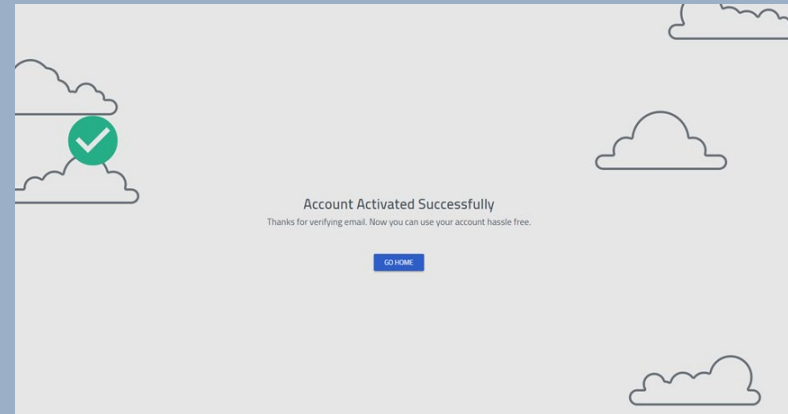 Account Activated Successfully
Thanks for verifying email. Now you can use your account hassle free.
GO HOME